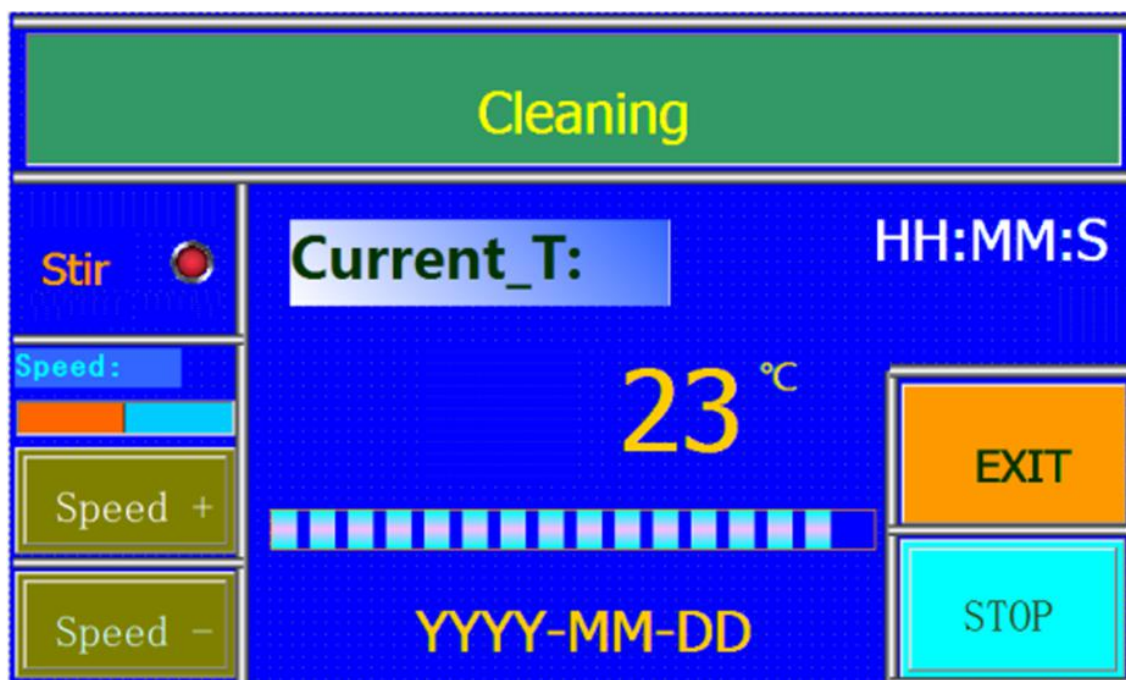 Cleaning
Stir
Current_T:
HH:MM:S
Speed:
23 °C
Speed +
EXIT
Speed -
YYYY-MM-DD
STOP